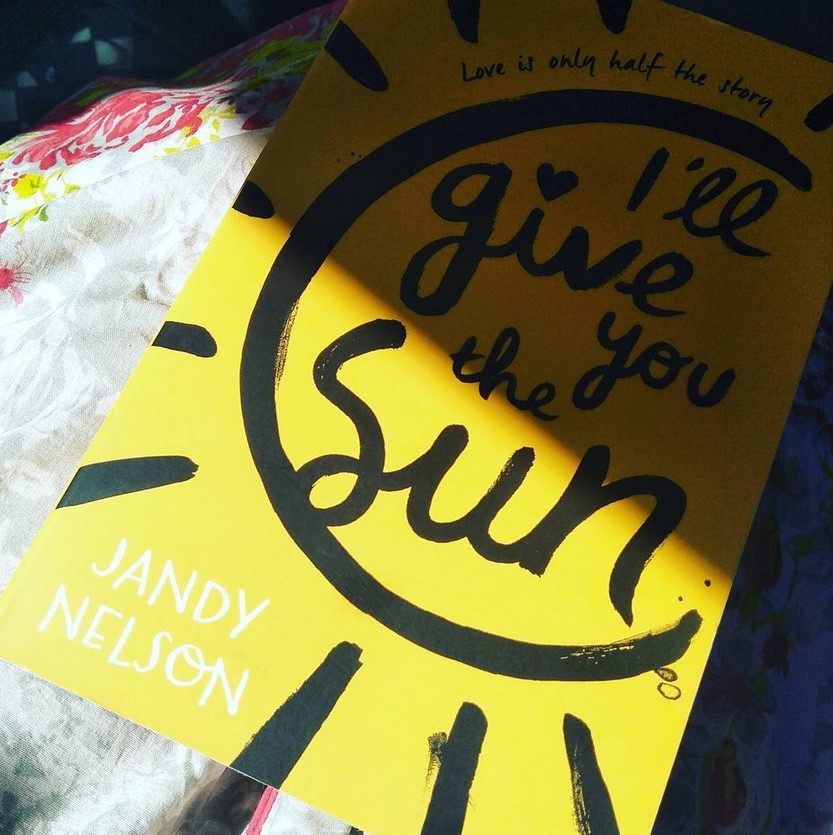 Love is only half the story
I'll
give
you
the
Sun
JANDY
NELSON